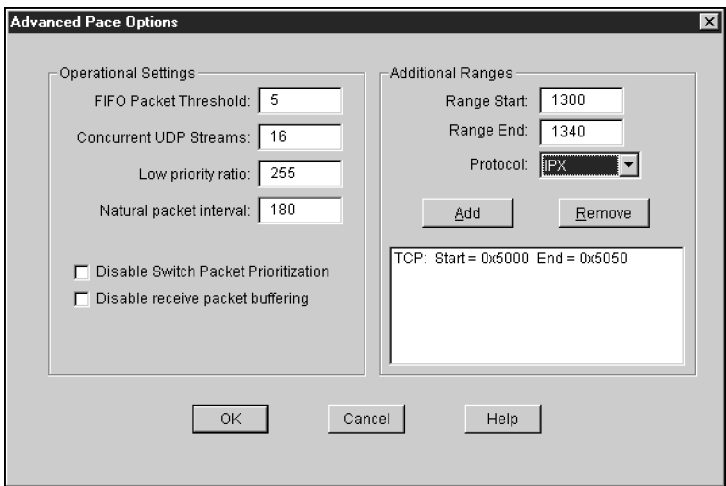 Advanced Pace Options
Operational Settings
FIFO Packet Threshold: 5
Concurrent UDP Streams: 16
Low priority ratio: 255
Natural packet interval: 180
Disable Switch Packet Prioritization
Disable receive packet buffering
Additional Ranges
Range Start: 1300
Range End: 1340
Protocol: IPX
Add Remove
TCP: Start = 0x5000 End = 0x5050
OK Cancel Help